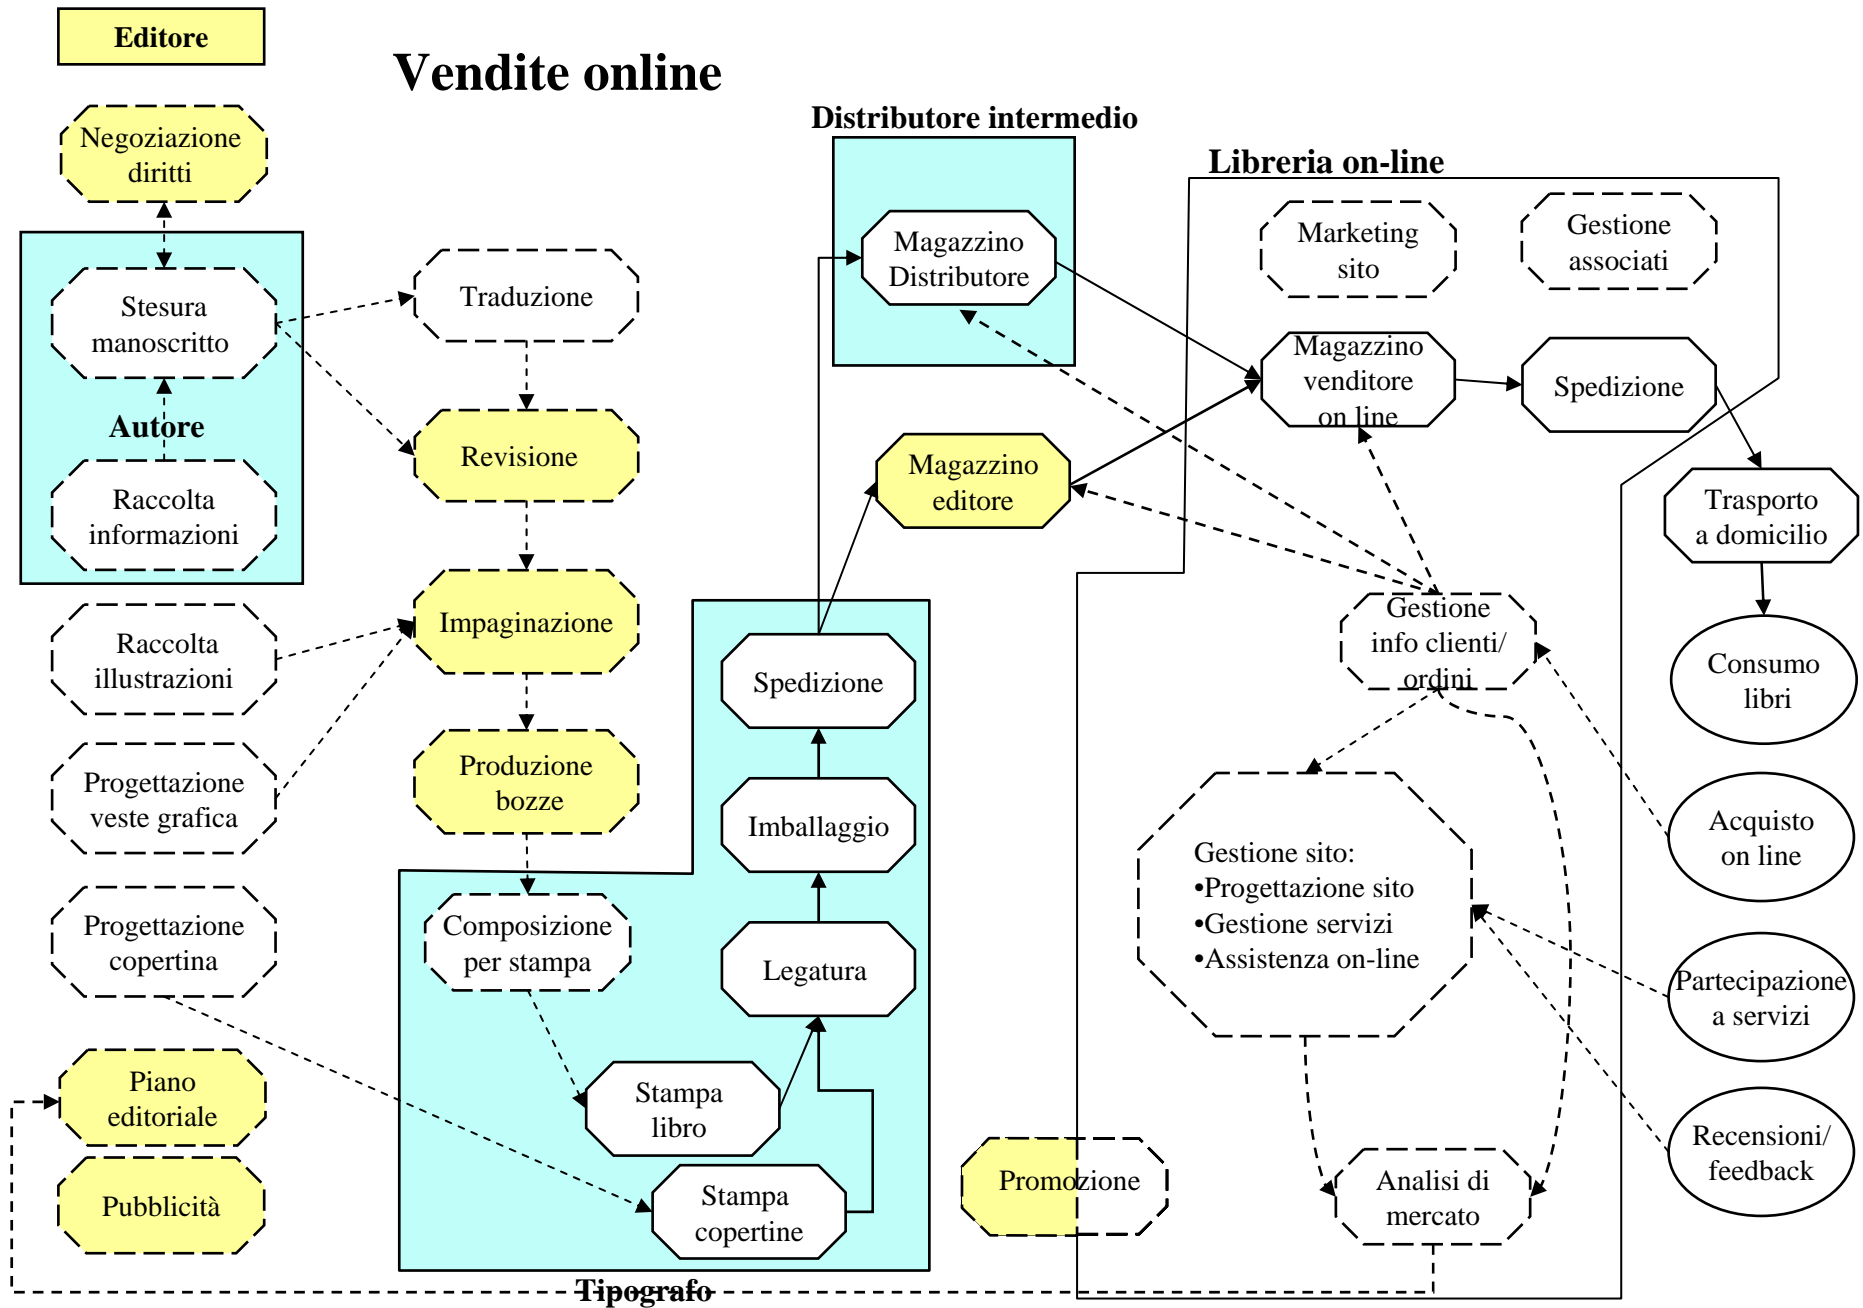 Editore
Vendite online
Negoziazione
diritti
Stesura
manoscritto
Autore
Raccolta
informazioni
Raccolta
illustrazioni
Progettazione
veste grafica
Progettazione
copertina
Piano
editoriale
Pubblicità
Traduzione
Revisione
Impaginazione
Produzione
bozze
Composizione
per stampa
Stampa
libro
Stampa
copertine
Tipografo
Spedizione
Imballaggio
Legatura
Distributore intermedio
Magazzino
Distributore
Magazzino
editore
Promozione
Libreria on-line
Marketing
sito
Gestione
associati
Magazzino
venditore
on line
Spedizione
Gestione
info clienti/
ordini
Gestione sito:
•Progettazione sito
•Gestione servizi
•Assistenza on-line
Analisi di
mercato
Trasporto
a domicilio
Consumo
libri
Acquisto
on line
Partecipazione
a servizi
Recensioni/
feedback